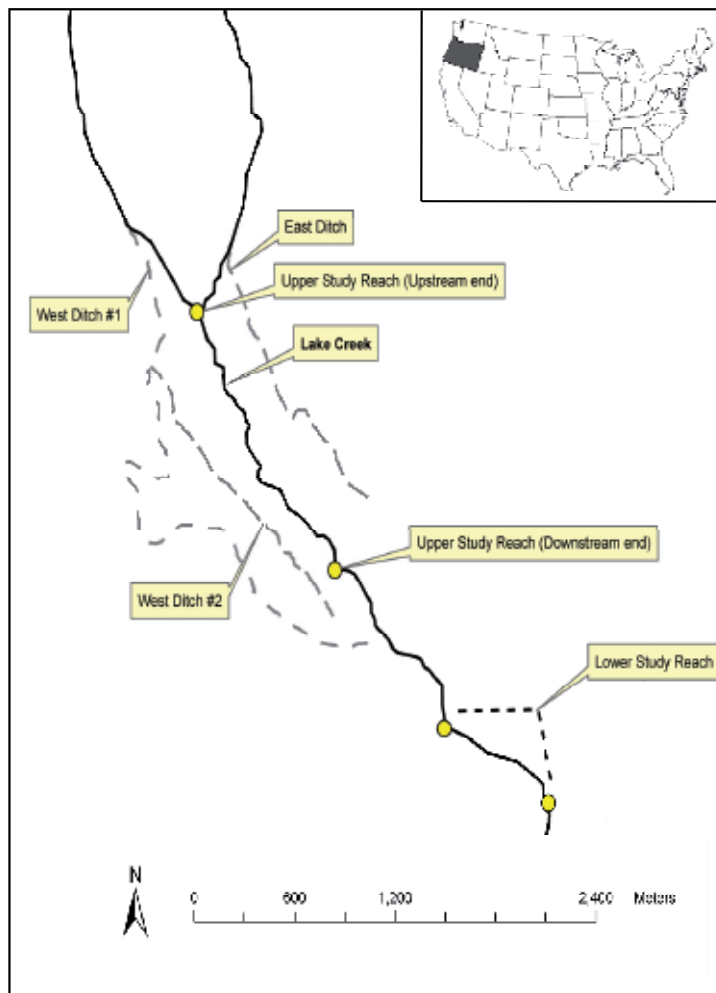 East Ditch
Upper Study Reach (Upstream end)
West Ditch #1
Lake Creek
Upper Study Reach (Downstream end)
West Ditch #2
Lower Study Reach
N
0 600 1,200 2,400 Meters